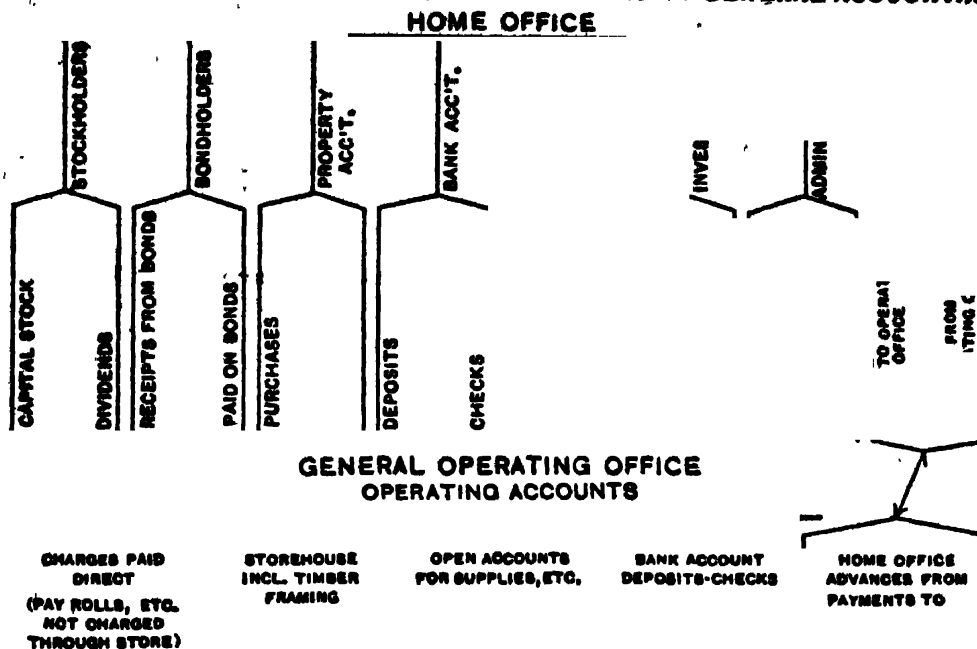 HOME OFFICE
STOCKHOLDERS
BONDHOLDERS
PROPERTY
ACC'T.
BANK ACC'T.
INVES
ADMIN
CAPITAL STOCK
DIVIDENDS
RECEIPTS FROM BONDS
PAID ON BONDS
PURCHASES
DEPOSITS
CHECKS
TO OPERAT
OFFICE
FROM
GENERAL OPERATING OFFICE
OPERATING ACCOUNTS
CHARGES PAID
DIRECT
(PAY ROLLS, ETC.
NOT CHARGED
THROUGH STORE)
STOREHOUSE
INCL. TIMBER
FRAMING
OPEN ACCOUNTS
FOR SUPPLIES, ETC.
BANK ACCOUNT
DEPOSITS-CHECKS
HOME OFFICE
ADVANCES FROM
PAYMENTS TO